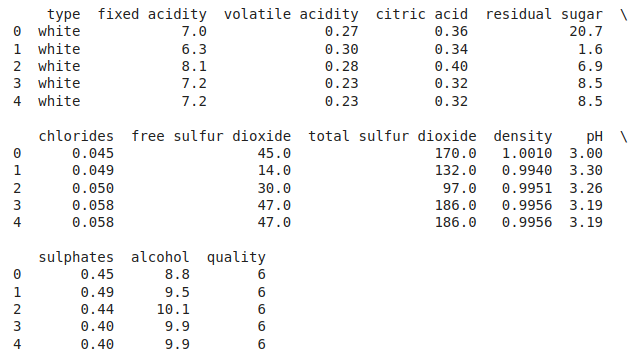 type  fixed acidity  volatile acidity  citric acid  residual sugar  \
0  white            7.0              0.27         0.36            20.7
1  white            6.3              0.30         0.34             1.6
2  white            8.1              0.28         0.40             6.9
3  white            7.2              0.23         0.32             8.5
4  white            7.2              0.23         0.32             8.5

   chlorides  free sulfur dioxide  total sulfur dioxide  density    pH  \
0      0.045                 45.0                 170.0   1.0010  3.00
1      0.049                 14.0                 132.0   0.9940  3.30
2      0.050                 30.0                  97.0   0.9951  3.26
3      0.058                 47.0                 186.0   0.9956  3.19
4      0.058                 47.0                 186.0   0.9956  3.19

   sulphates  alcohol  quality
0       0.45      8.8        6
1       0.49      9.5        6
2       0.44     10.1        6
3       0.40      9.9        6
4       0.40      9.9        6